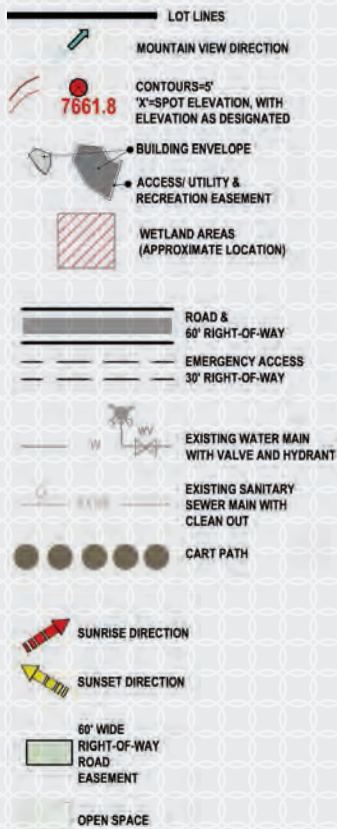 LOT LINES
MOUNTAIN VIEW DIRECTION
CONTOURS=5'
'X'=SPOT ELEVATION, WITH
ELEVATION AS DESIGNATED
7661.8
BUILDING ENVELOPE
ACCESS/ UTILITY &
RECREATION EASEMENT
WETLAND AREAS
(APPROXIMATE LOCATION)
ROAD &
60' RIGHT-OF-WAY
EMERGENCY ACCESS
30' RIGHT-OF-WAY
WV
W
EXISTING WATER MAIN
WITH VALVE AND HYDRANT
EXISTING SANITARY
SEWER MAIN WITH
CLEAN OUT
CART PATH
SUNRISE DIRECTION
SUNSET DIRECTION
60' WIDE
RIGHT-OF-WAY
ROAD
EASEMENT
OPEN SPACE